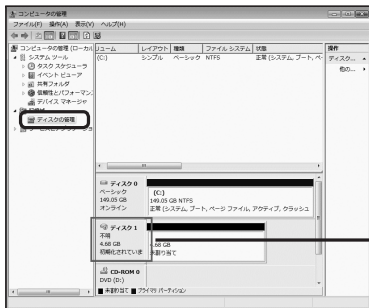 コンピュータの管理
ファイル(F) 操作(A) 表示(V) ヘルプ(H)
コンピュータの管理 (ローカル
システム ツール
タスク スケジューラ
イベント ビューア
共有フォルダ
信頼性とパフォーマン
デバイス マネージャ
ディスクの管理
リューム レイアウト 種類 ファイル システム 状態
(C:) シンプル ベーシック NTFS 正常 (システム, ブート, ペ
操作
ディスク...
他の...
ディスク 0
ベーシック
149.05 GB
オンライン
(C:)
149.05 GB NTFS
正常 (システム, ブート, ページ ファイル, アクティブ, クラッシュ
ディスク 1
不明
4.68 GB
初期化されていま
4.68 GB
未割り当て
CD-ROM 0
DVD (D:)
未割り当て プライマリ パーティション